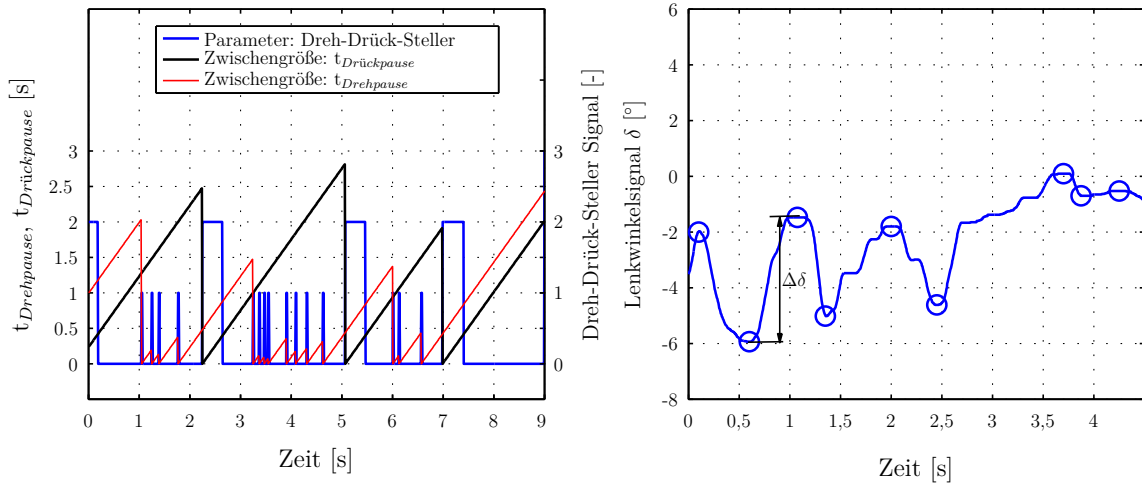 Parameter: Dreh-Drück-Steller
Zwischengröße: t_Drückpause
Zwischengröße: t_Drehpause
t_Drehpause, t_Drückpause [s]
3
2.5
2
1.5
1
0.5
0
0 1 2 3 4 5 6 7 8 9
Zeit [s]
3
2
1
0
Dreh-Drück-Steller Signal [-]
Lenkwinkelsignal δ [°]
6
4
2
0
-2
-4
-6
-8
Δδ
0 0,5 1 1,5 2 2,5 3 3,5 4
Zeit [s]